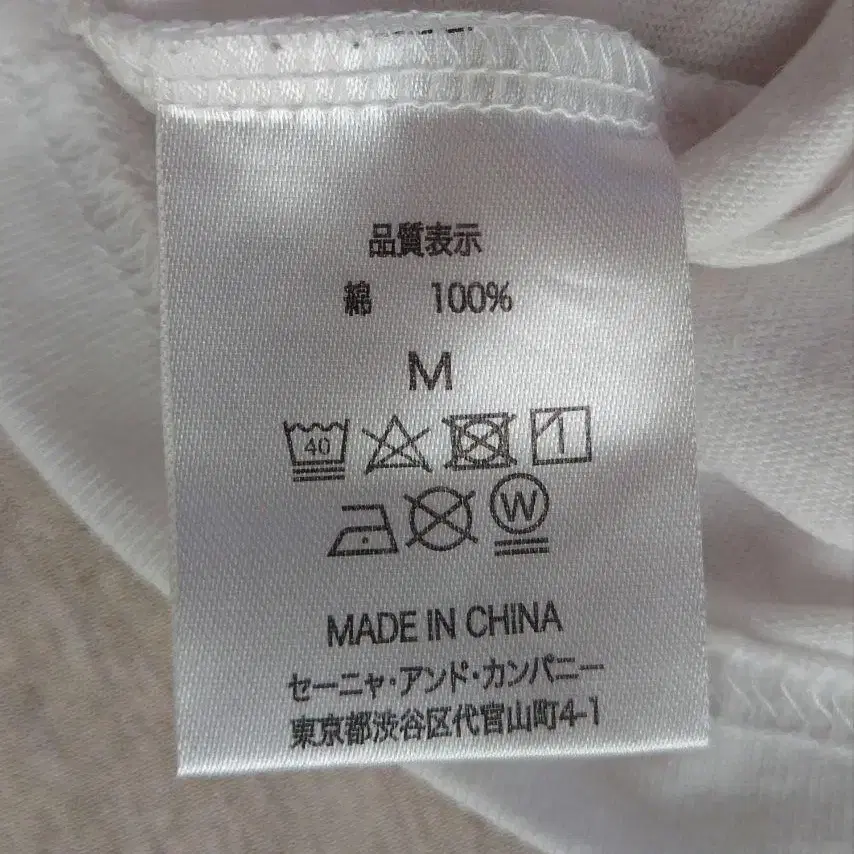 品質表示
綿 100%
M
40
W
MADE IN CHINA
セーニャ・アンド・カンパニー
東京都渋谷区代官山町4-1